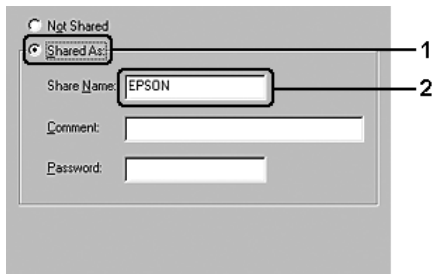 Not Shared
Shared As: 1
Share Name: EPSON 2
Comment:
Password: